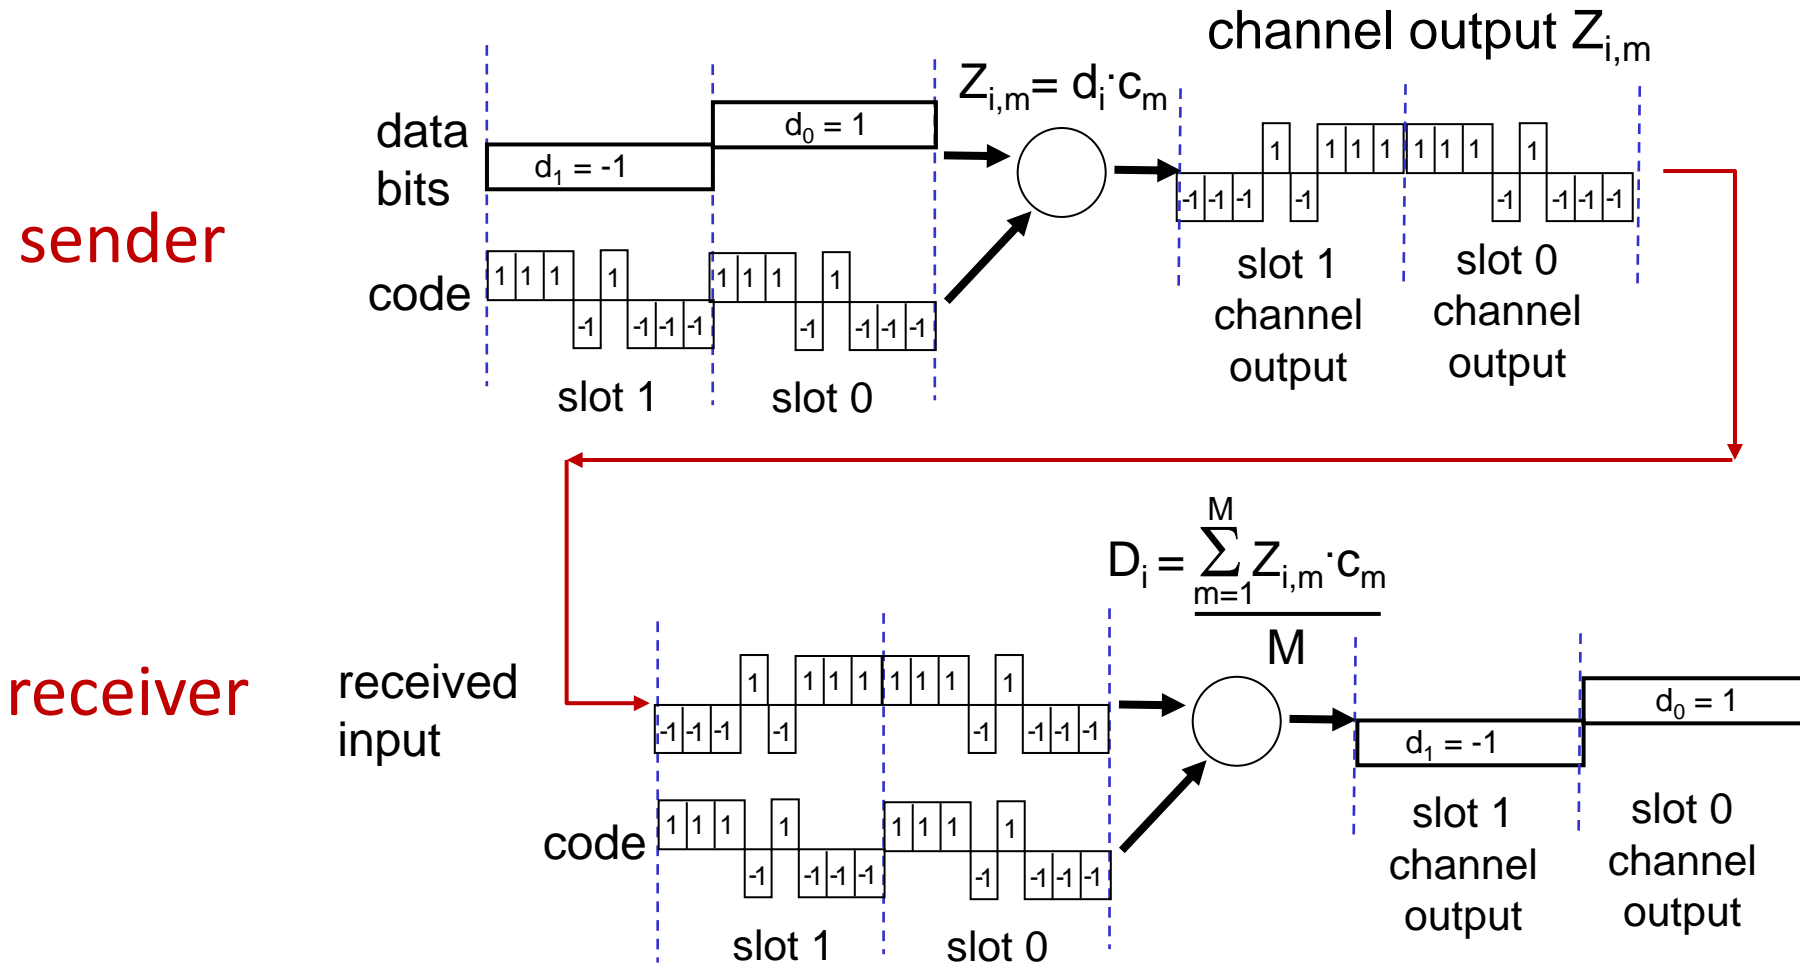 channel output Z_{i,m}
Z_{i,m} = d_i·c_m
data
bits
d_0 = 1
d_1 = -1
1 1 1 -1 1 -1 -1 -1 1 1 1 -1 1 -1 -1 -1
code
slot 1 slot 0
sender
-1 -1 -1 1 -1 1 1 1 1 1 1 -1 1 -1 -1 -1
slot 1
channel
output
slot 0
channel
output
D_i = \frac{\sum_{m=1}^{M} Z_{i,m}·c_m}{M}
receiver
received
input
-1 -1 -1 1 -1 1 1 1 1 1 1 -1 1 -1 -1 -1
code
1 1 1 -1 1 -1 -1 -1 1 1 1 -1 1 -1 -1 -1
slot 1 slot 0
d_0 = 1
d_1 = -1
slot 1
channel
output
slot 0
channel
output